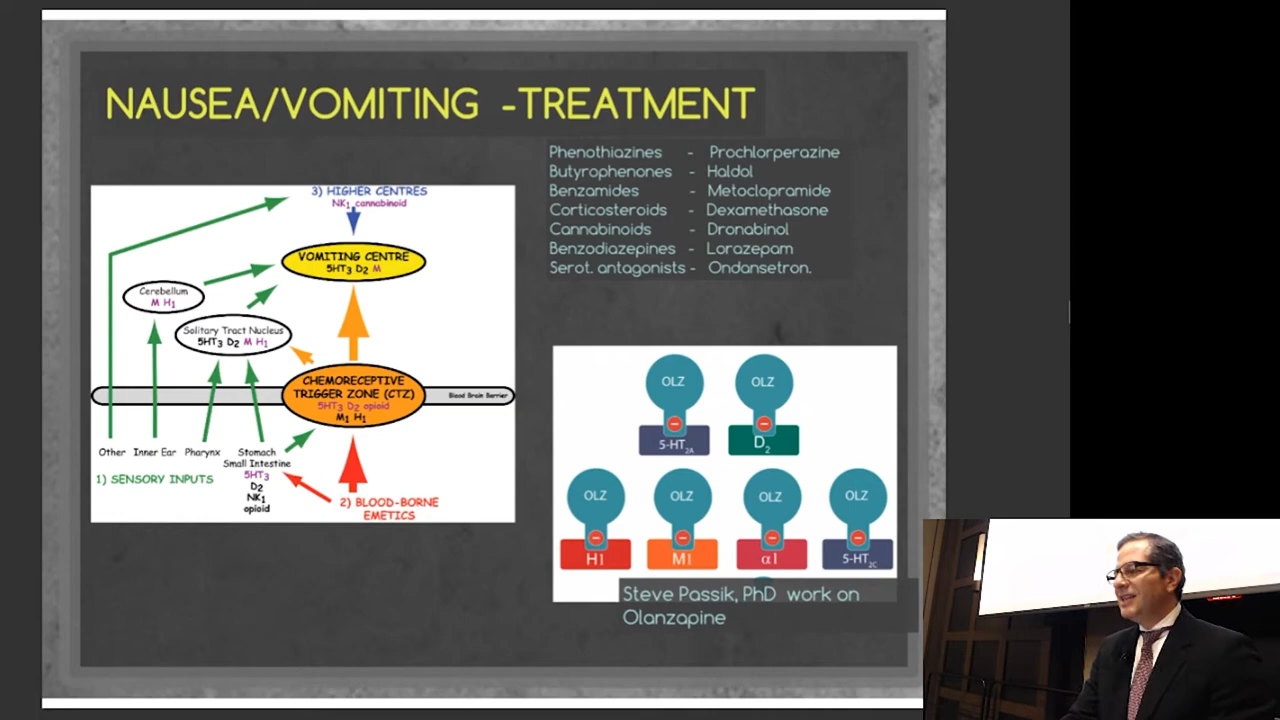 NAUSEA/VOMITING -TREATMENT
Phenothiazines - Prochlorperazine
Butyrophenones - Haldol
Benzamides - Metoclopramide
Corticosteroids - Dexamethasone
Cannabinoids - Dronabinol
Benzodiazepines - Lorazepam
Serot. antagonists - Ondansetron.
3) HIGHER CENTRES
NK1 cannabinoid
VOMITING CENTRE
5HT3 D2 M
Cerebellum
M H1
Solitary Tract Nucleus
5HT3 D2 M H1
CHEMORECEPTIVE
TRIGGER ZONE (CTZ)
5HT3 D2 opioid
M1 H1
Blood Brain Barrier
Other Inner Ear Pharynx Stomach
Small Intestine
5HT3
D2
NK1
opioid
1) SENSORY INPUTS
2) BLOOD-BORNE
EMETICS
OLZ OLZ
5-HT2A D2
OLZ OLZ OLZ OLZ
H1 M1 α1 5-HT2C
Steve Passik, PhD work on
Olanzapine